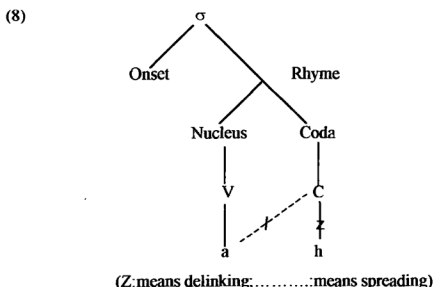 (8)
σ
Onset Rhyme
Nucleus Coda
V C
z
a h
(Z:means delinking;..........:means spreading)